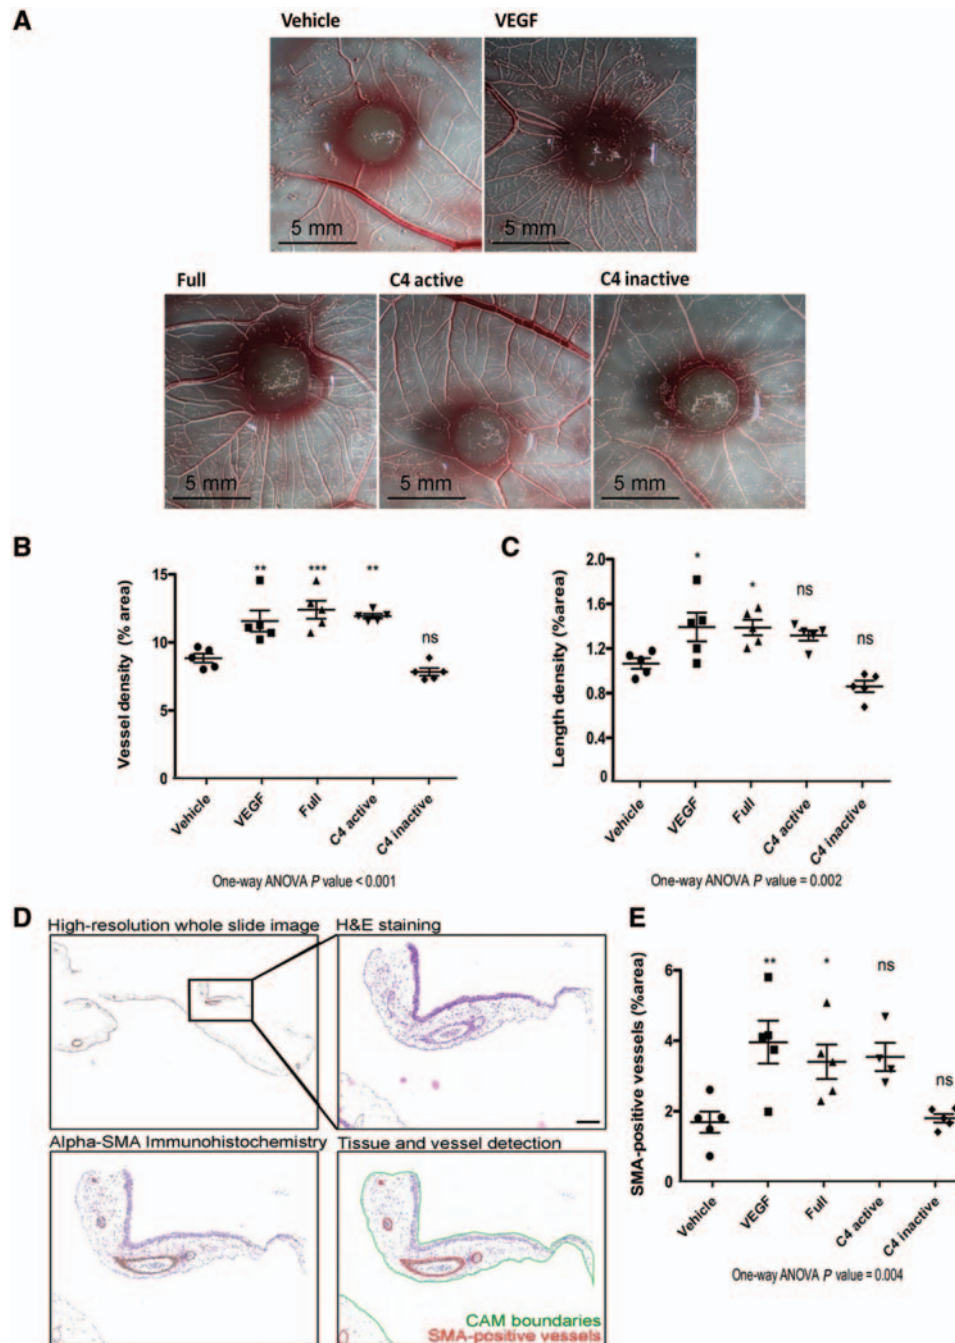 A
Vehicle VEGF
5 mm 5 mm
Full C4 active C4 inactive
5 mm 5 mm 5 mm
B
Vessel density (% area)
15
10
5
0
** *** ** ns
Vehicle VEGF Full C4 active C4 inactive
One-way ANOVA P value < 0.001
C
Length density (%area)
2.0
1.6
1.2
0.8
0.4
0
* * ns ns
Vehicle VEGF Full C4 active C4 inactive
One-way ANOVA P value = 0.002
D
High-resolution whole slide image H&E staining
Alpha-SMA Immunohistochemistry Tissue and vessel detection
CAM boundaries
SMA-positive vessels
E
SMA-positive vessels (%area)
6
4
2
0
** * ns ns
Vehicle VEGF Full C4 active C4 inactive
One-way ANOVA P value = 0.004